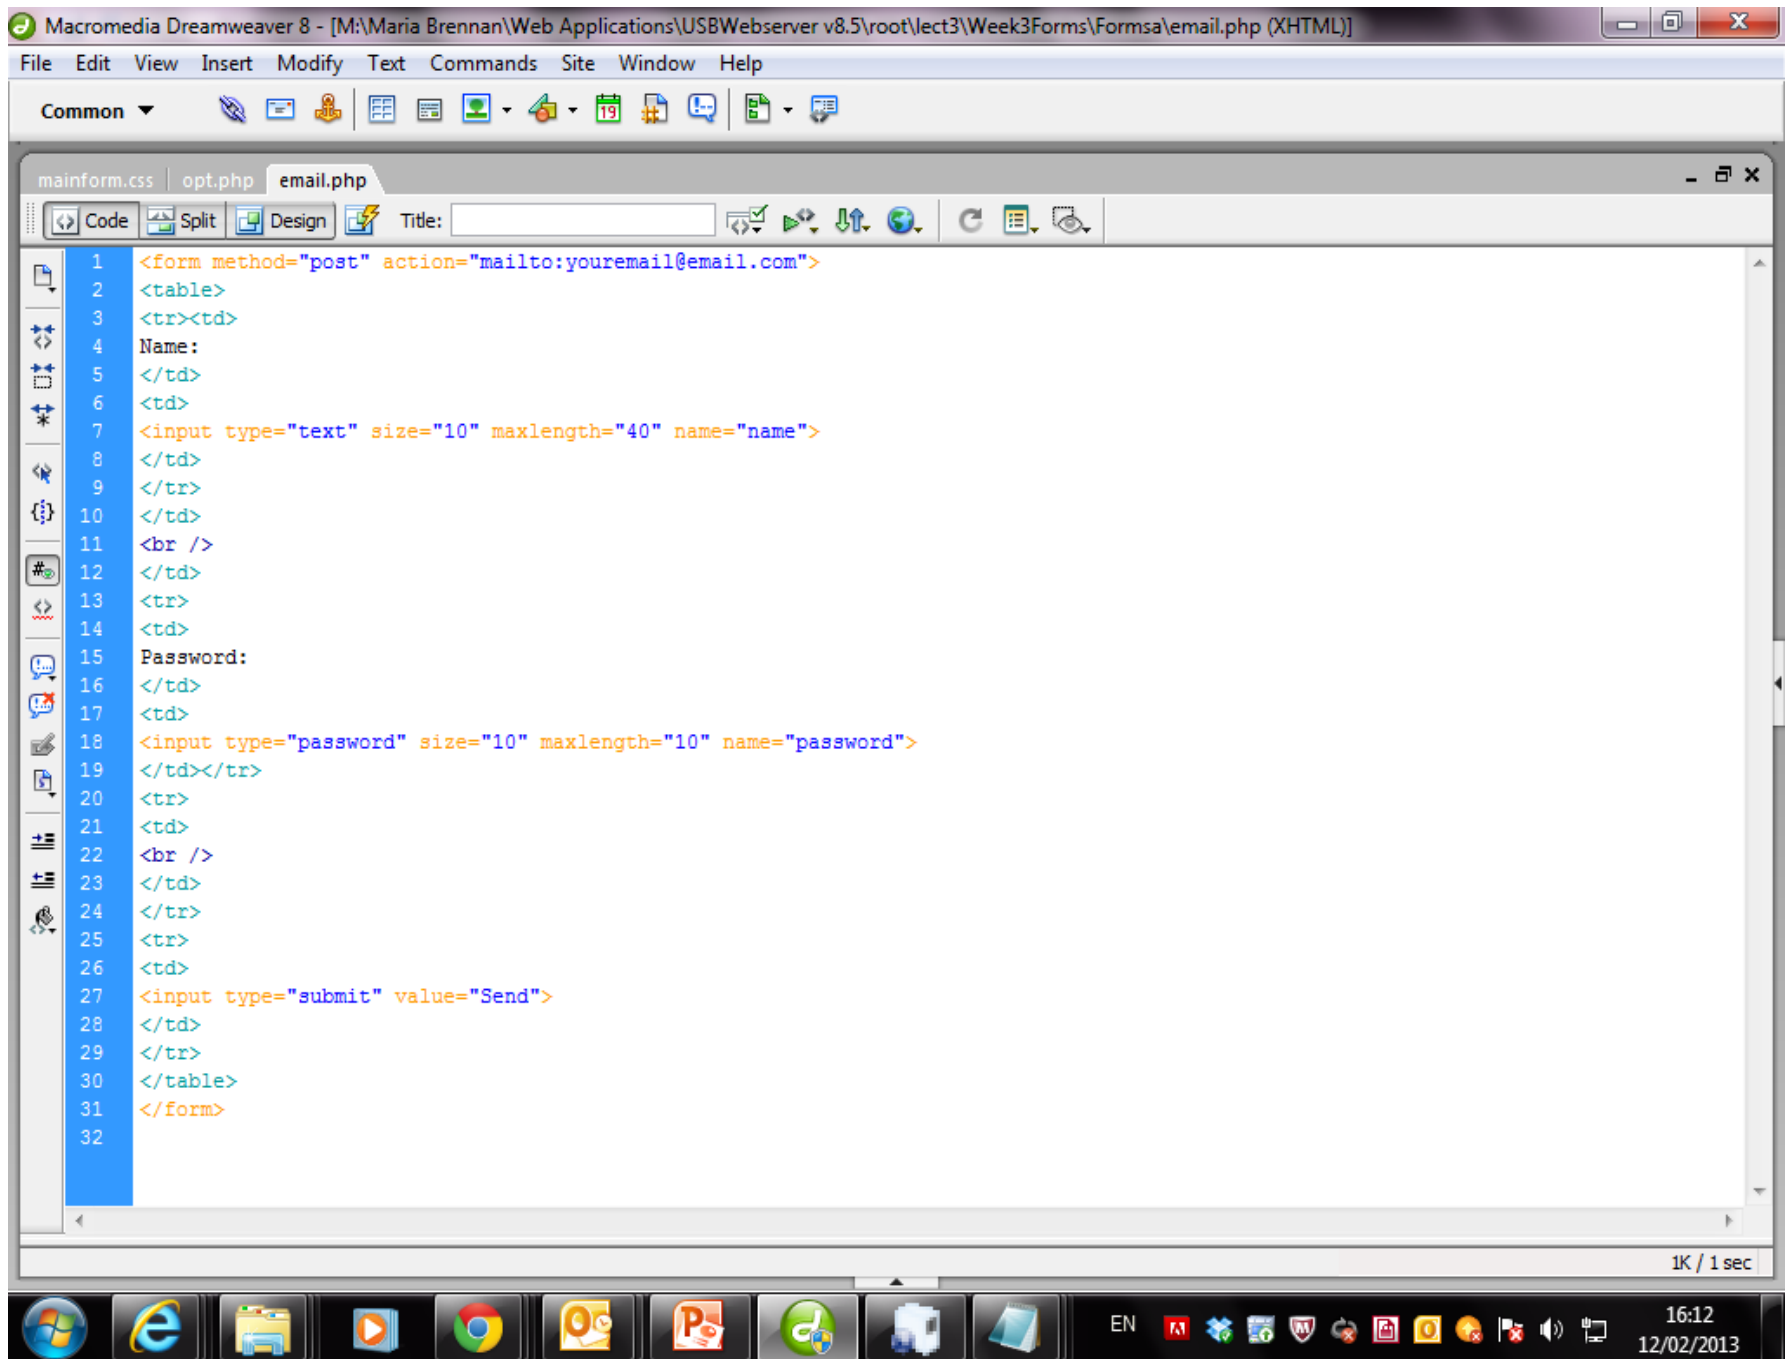 Macromedia Dreamweaver 8 - [M:\Maria Brennan\Web Applications\USBWebserver v8.5\root\lect3\Week3Forms\Formsa\email.php (XHTML)]
File Edit View Insert Modify Text Commands Site Window Help
Common
mainform.css opt.php email.php
Code Split Design Title:
1 <form method="post" action="mailto:youremail@email.com">
2 <table>
3 <tr><td>
4 Name:
5 </td>
6 <td>
7 <input type="text" size="10" maxlength="40" name="name">
8 </td>
9 </tr>
10 </td>
11 <br />
12 </td>
13 <tr>
14 <td>
15 Password:
16 </td>
17 <td>
18 <input type="password" size="10" maxlength="10" name="password">
19 </td></tr>
20 <tr>
21 <td>
22 <br />
23 </td>
24 </tr>
25 <tr>
26 <td>
27 <input type="submit" value="Send">
28 </td>
29 </tr>
30 </table>
31 </form>
32
1K / 1 sec
EN
16:12
12/02/2013